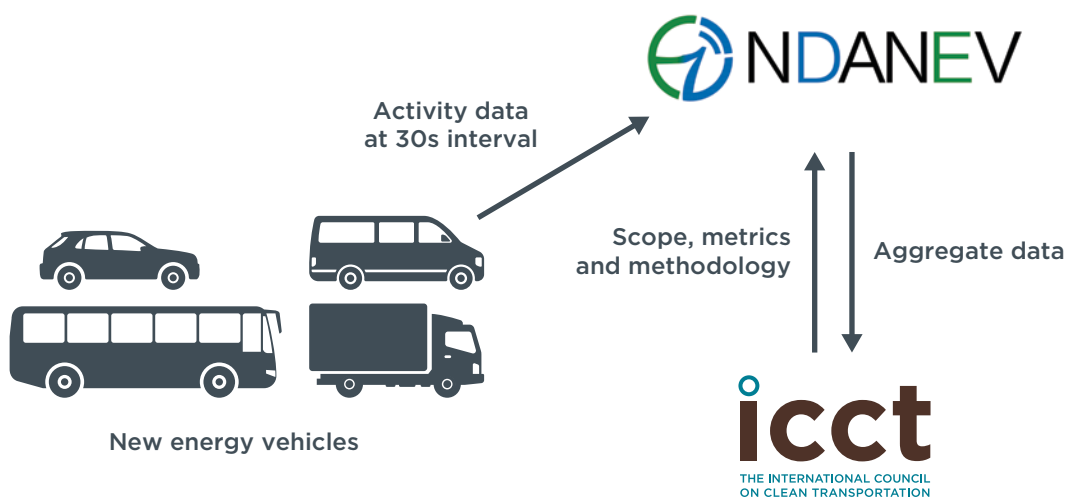 NDANEV
Activity data
at 30s interval
Scope, metrics
and methodology
Aggregate data
New energy vehicles
icct
THE INTERNATIONAL COUNCIL
ON CLEAN TRANSPORTATION